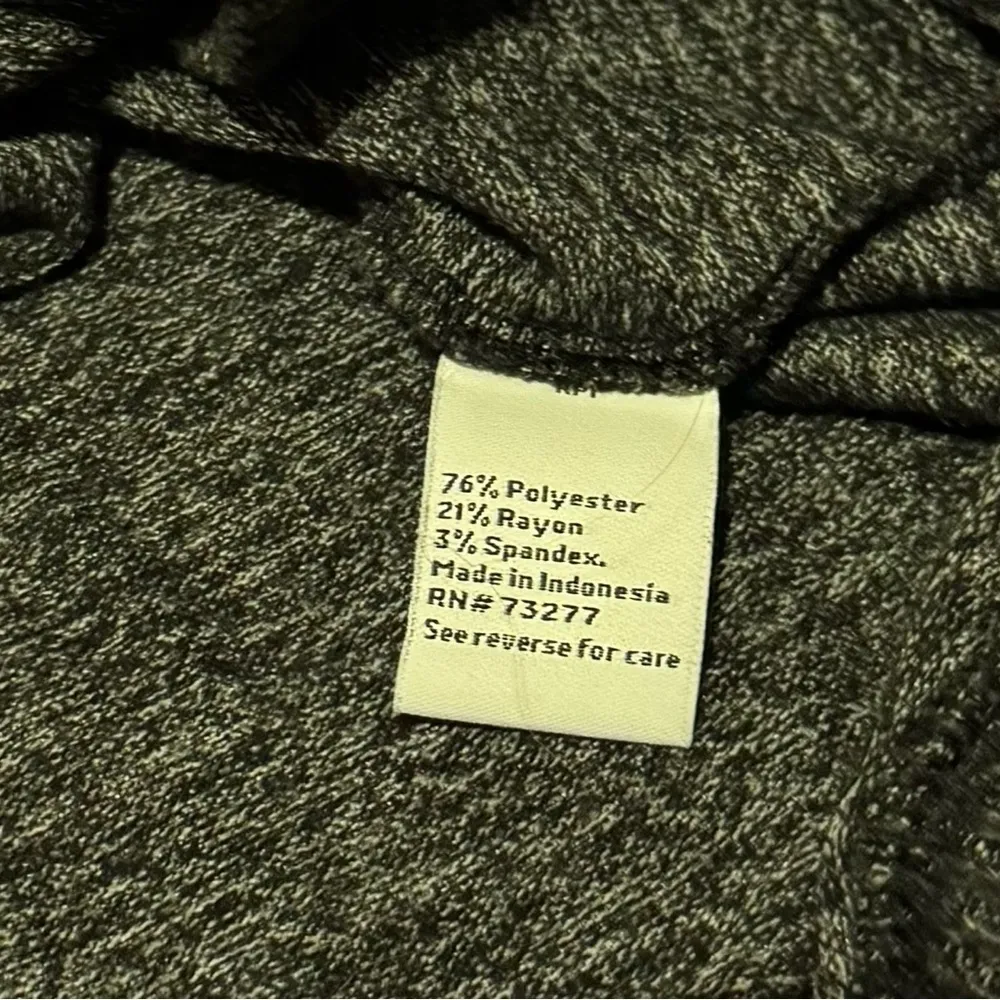 76% Polyester
21% Rayon
3% Spandex.
Made in Indonesia
RN# 73277
See reverse for care